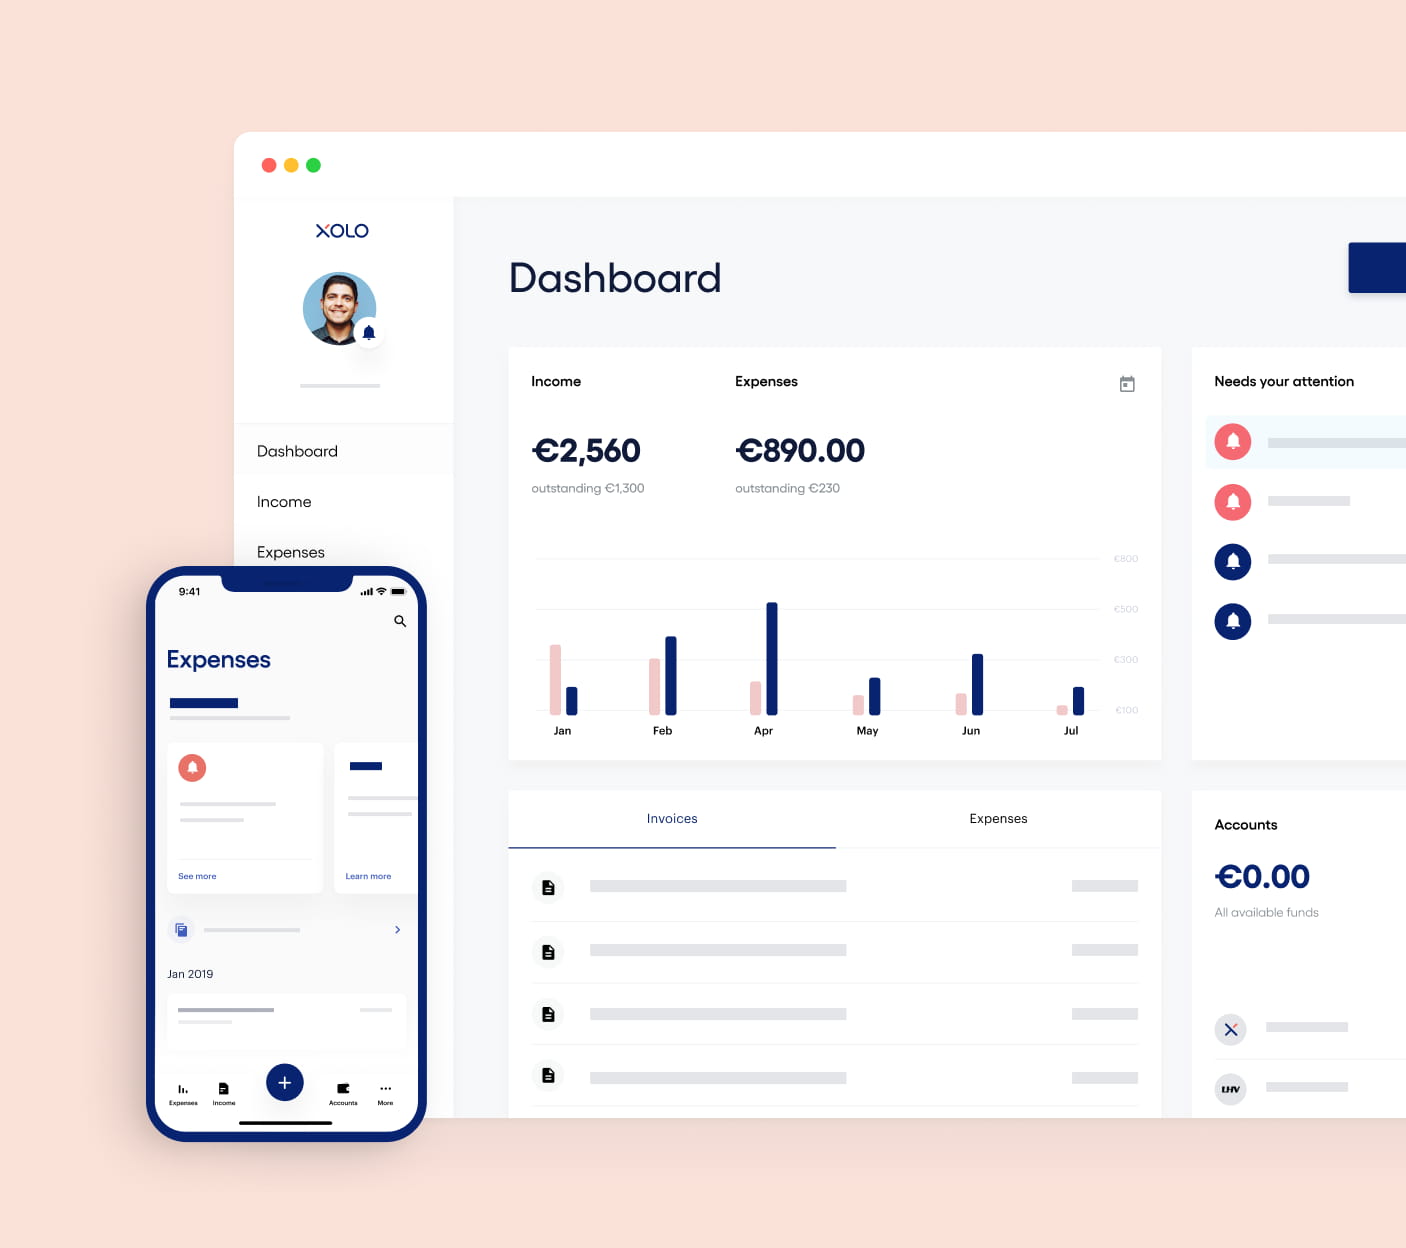 XOLO
Dashboard
Income
Expenses
Dashboard
Income
Expenses
€2,560
€890.00
outstanding €1,300
outstanding €230
€800
€500
€300
€100
Jan
Feb
Apr
May
Jun
Jul
Needs your attention
Invoices
Expenses
Accounts
€0.00
All available funds
LHV
9:41
Expenses
See more
Learn more
Jan 2019
Expenses
Income
Accounts
More